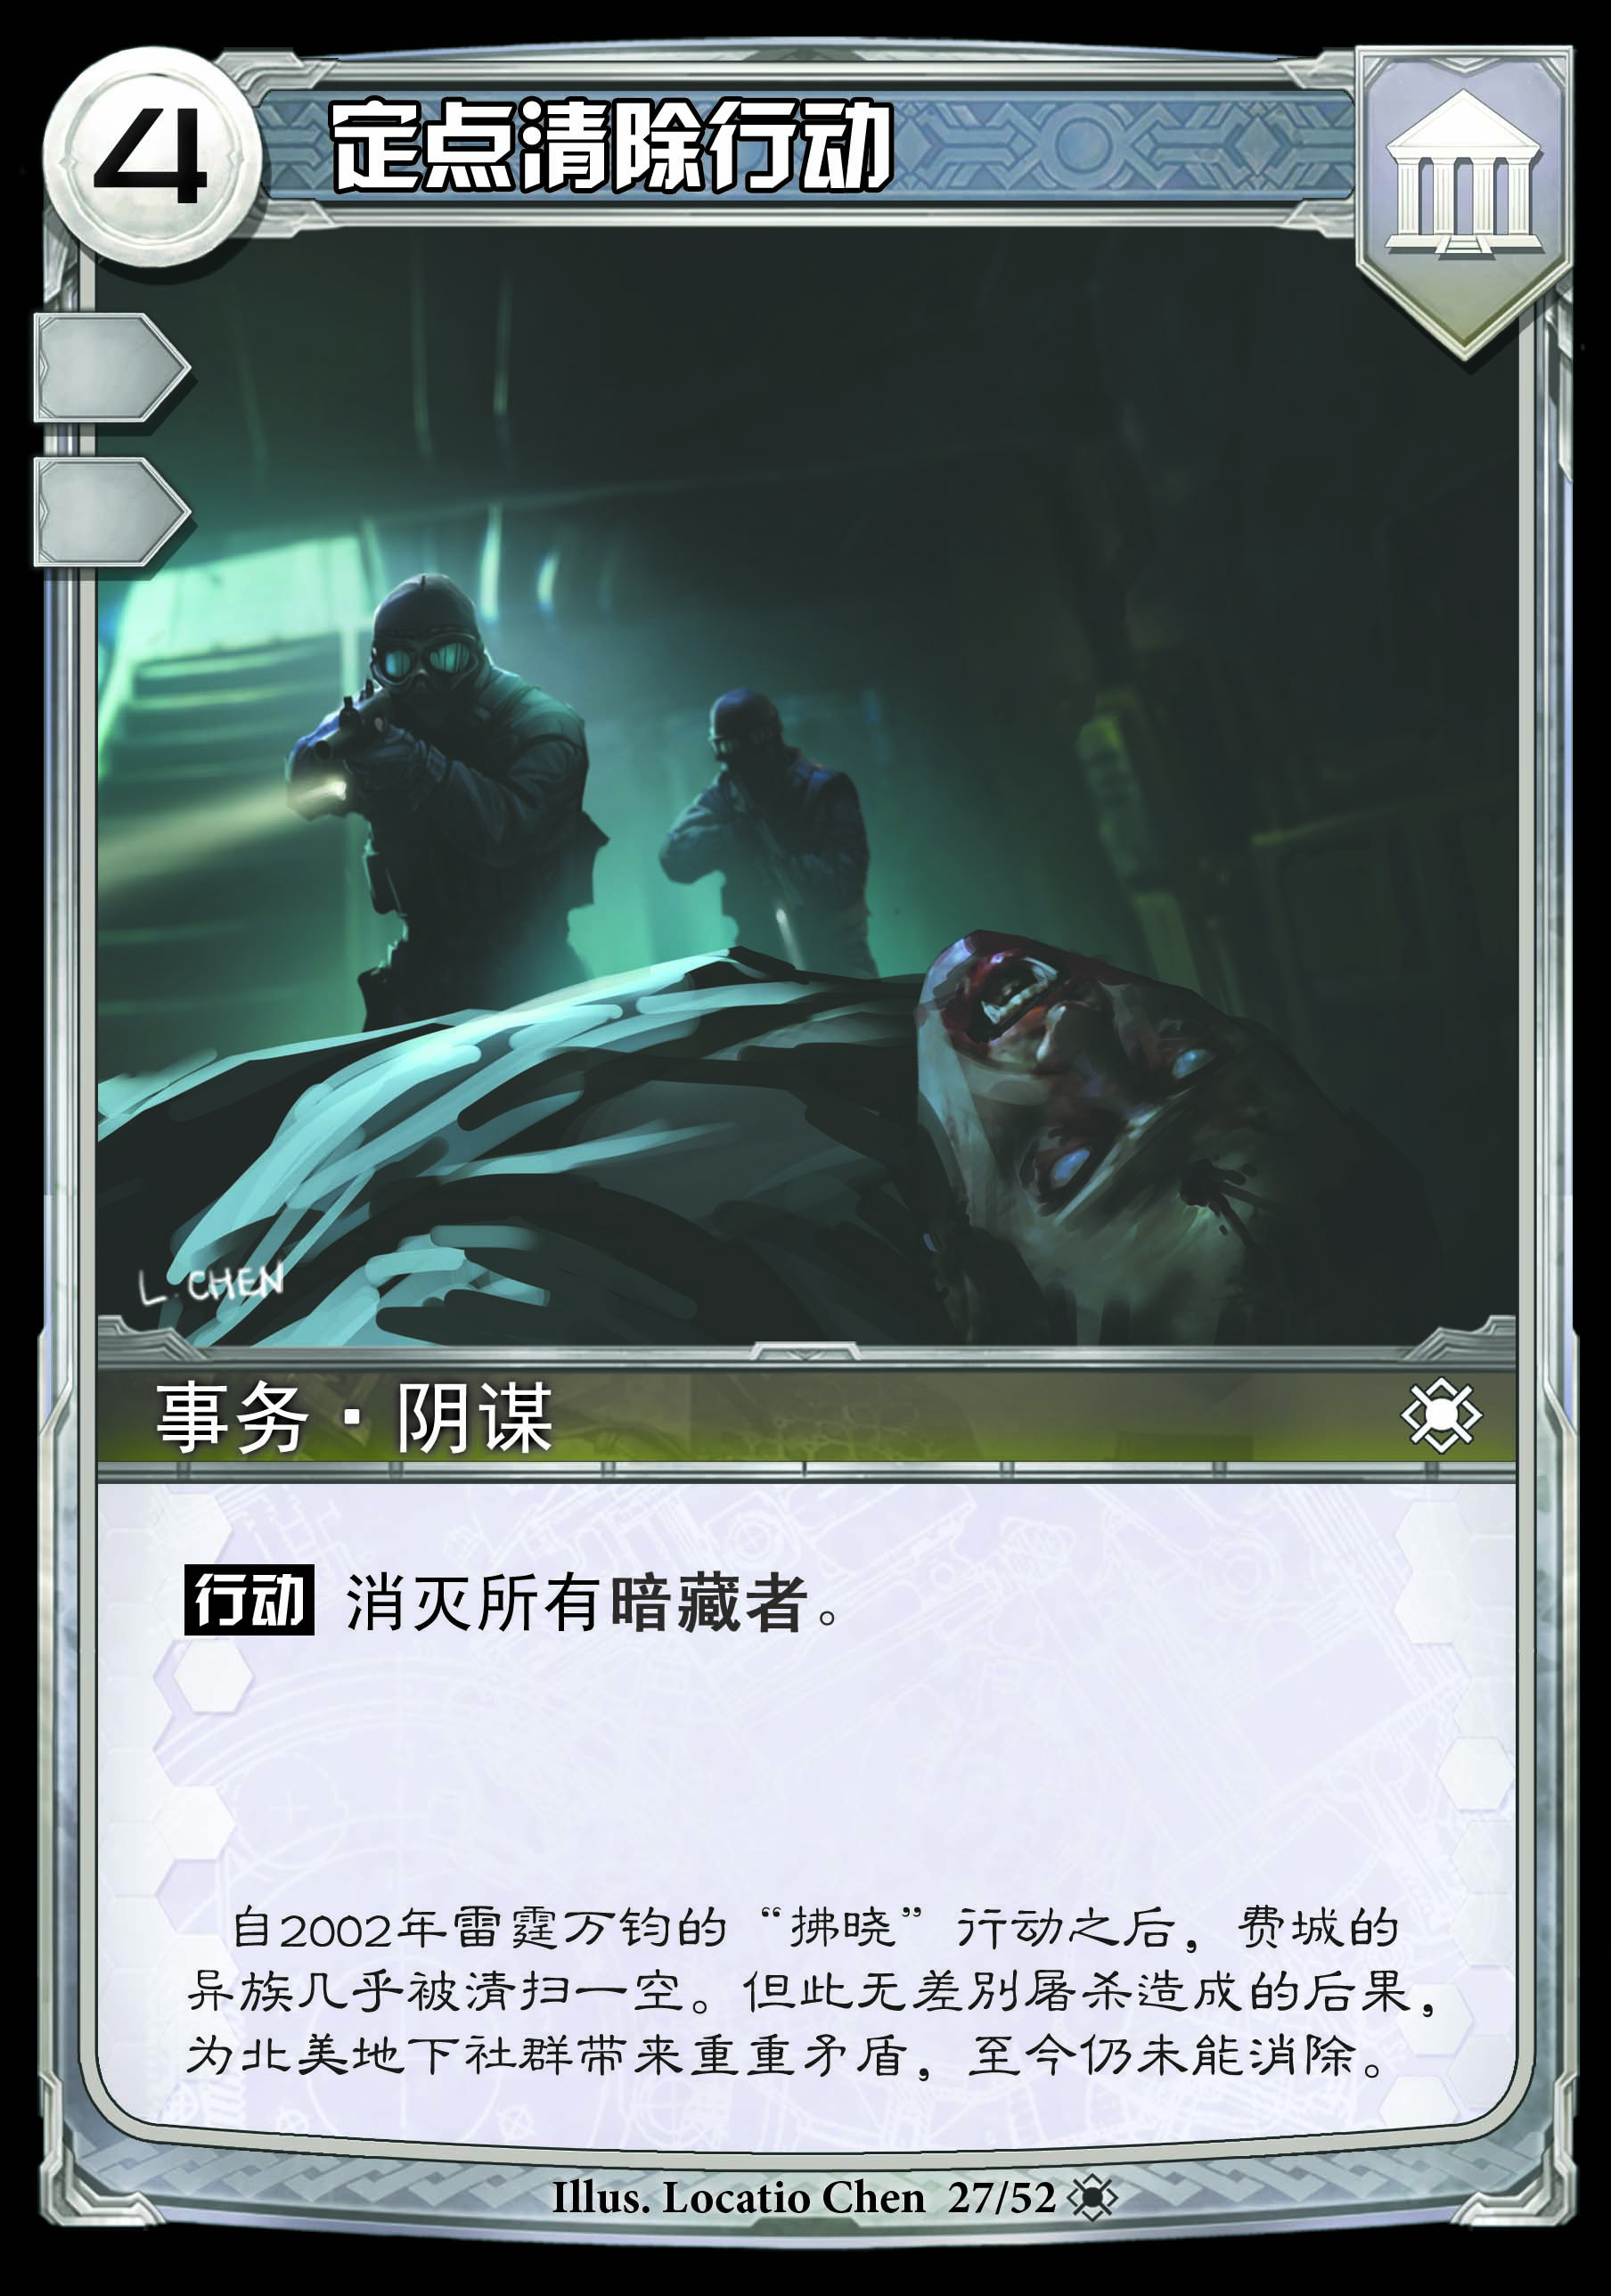 4
定点清除行动
L. CHEN
事务·阴谋
行动 消灭所有暗藏者。
自2002年雷霆万钧的“拂晓”行动之后，费城的
异族几乎被清扫一空。但此无差别屠杀造成的后果，
为北美地下社群带来重重矛盾，至今仍未能消除。
Illus. Locatio Chen 27/52